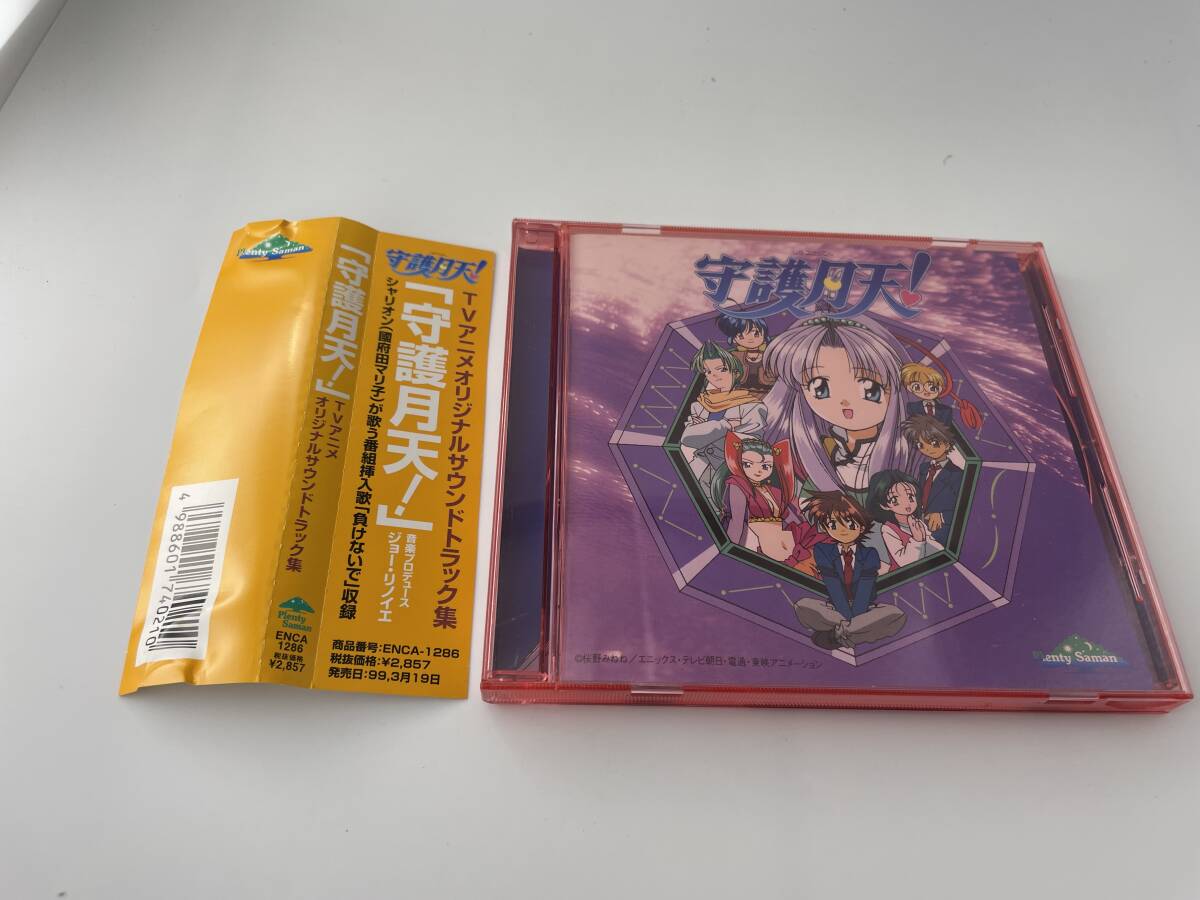 Plenty Saman
4 988601 740210
「守護月天!」
TVアニメ
オリジナルサウンドトラック集
Plenty
Saman
ENCA
1286
税抜価格
¥2,857
守護月天!
TVアニメオリジナルサウンドトラック集
「守護月天!」
音楽プロデュース
ジョー・リノイエ
シャリオン(國府田マリ子)が歌う番組挿入歌「負けないで」収録
商品番号:ENCA-1286
税抜価格:¥2,857
発売日:99,3月19日
守護月天!
©桜野みねね/エニックス・テレビ朝日・電通・東映アニメーション
Plenty Saman